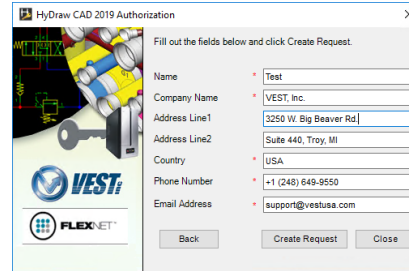 HyDraw CAD 2019 Authorization
Fill out the fields below and click Create Request.
Name * Test
Company Name * VEST, Inc.
Address Line1 3250 W. Big Beaver Rd.
Address Line2 Suite 440, Troy, MI
Country * USA
Phone Number * +1 (248) 649-9550
Email Address * support@vestusa.com
VEST
FLEXNET
Back Create Request Close